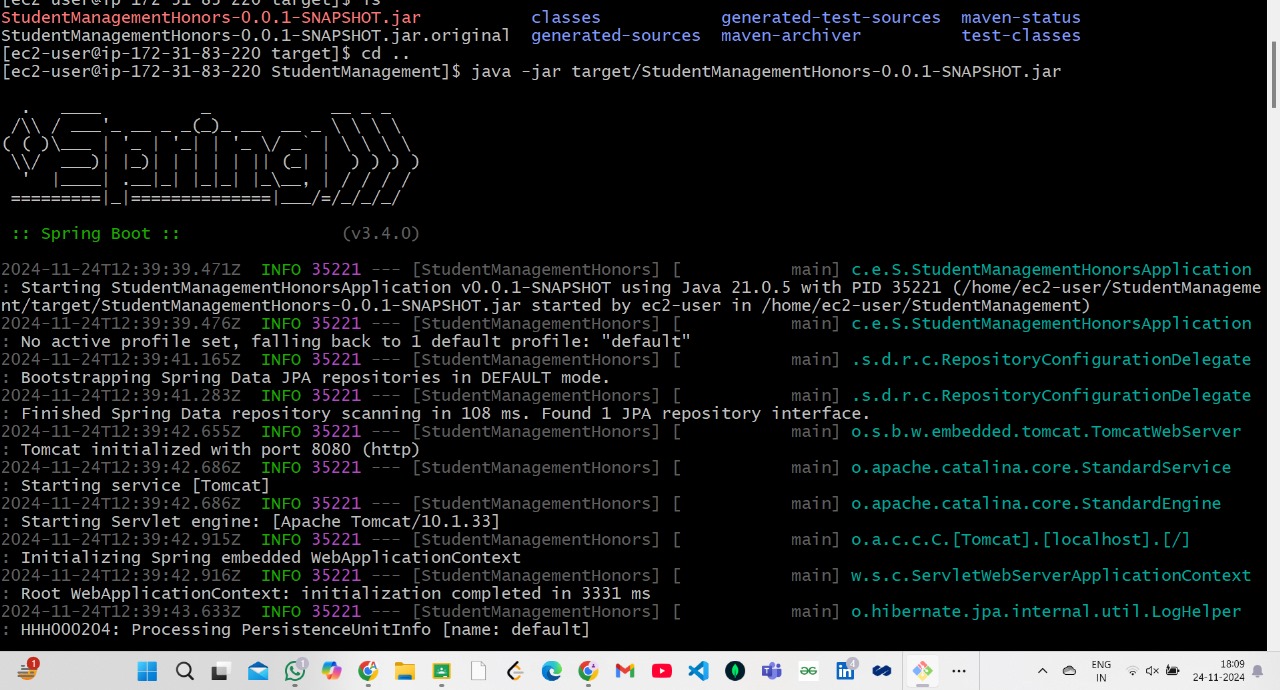 [ec2-user@ip-172-31-83-220 target]$ ls
StudentManagementHonors-0.0.1-SNAPSHOT.jar classes generated-test-sources maven-status
StudentManagementHonors-0.0.1-SNAPSHOT.jar.original generated-sources maven-archiver test-classes
[ec2-user@ip-172-31-83-220 target]$ cd ..
[ec2-user@ip-172-31-83-220 StudentManagement]$ java -jar target/StudentManagementHonors-0.0.1-SNAPSHOT.jar
Spring
:: Spring Boot :: (v3.4.0)
2024-11-24T12:39:39.471Z INFO 35221 --- [StudentManagementHonors] [ main] c.e.S.StudentManagementHonorsApplication
: Starting StudentManagementHonorsApplication v0.0.1-SNAPSHOT using Java 21.0.5 with PID 35221 (/home/ec2-user/StudentManageme
nt/target/StudentManagementHonors-0.0.1-SNAPSHOT.jar started by ec2-user in /home/ec2-user/StudentManagement)
2024-11-24T12:39:39.476Z INFO 35221 --- [StudentManagementHonors] [ main] c.e.S.StudentManagementHonorsApplication
: No active profile set, falling back to 1 default profile: "default"
2024-11-24T12:39:41.165Z INFO 35221 --- [StudentManagementHonors] [ main] .s.d.r.c.RepositoryConfigurationDelegate
: Bootstrapping Spring Data JPA repositories in DEFAULT mode.
2024-11-24T12:39:41.283Z INFO 35221 --- [StudentManagementHonors] [ main] .s.d.r.c.RepositoryConfigurationDelegate
: Finished Spring Data repository scanning in 108 ms. Found 1 JPA repository interface.
2024-11-24T12:39:42.655Z INFO 35221 --- [StudentManagementHonors] [ main] o.s.b.w.embedded.tomcat.TomcatWebServer
: Tomcat initialized with port 8080 (http)
2024-11-24T12:39:42.686Z INFO 35221 --- [StudentManagementHonors] [ main] o.apache.catalina.core.StandardService
: Starting service [Tomcat]
2024-11-24T12:39:42.686Z INFO 35221 --- [StudentManagementHonors] [ main] o.apache.catalina.core.StandardEngine
: Starting Servlet engine: [Apache Tomcat/10.1.33]
2024-11-24T12:39:42.915Z INFO 35221 --- [StudentManagementHonors] [ main] o.a.c.c.C.[Tomcat].[localhost].[/]
: Initializing Spring embedded WebApplicationContext
2024-11-24T12:39:42.916Z INFO 35221 --- [StudentManagementHonors] [ main] w.s.c.ServletWebServerApplicationContext
: Root WebApplicationContext: initialization completed in 3331 ms
2024-11-24T12:39:43.633Z INFO 35221 --- [StudentManagementHonors] [ main] o.hibernate.jpa.internal.util.LogHelper
: HHH000204: Processing PersistenceUnitInfo [name: default]
1
1
4
ENG
IN
18:09
24-11-2024